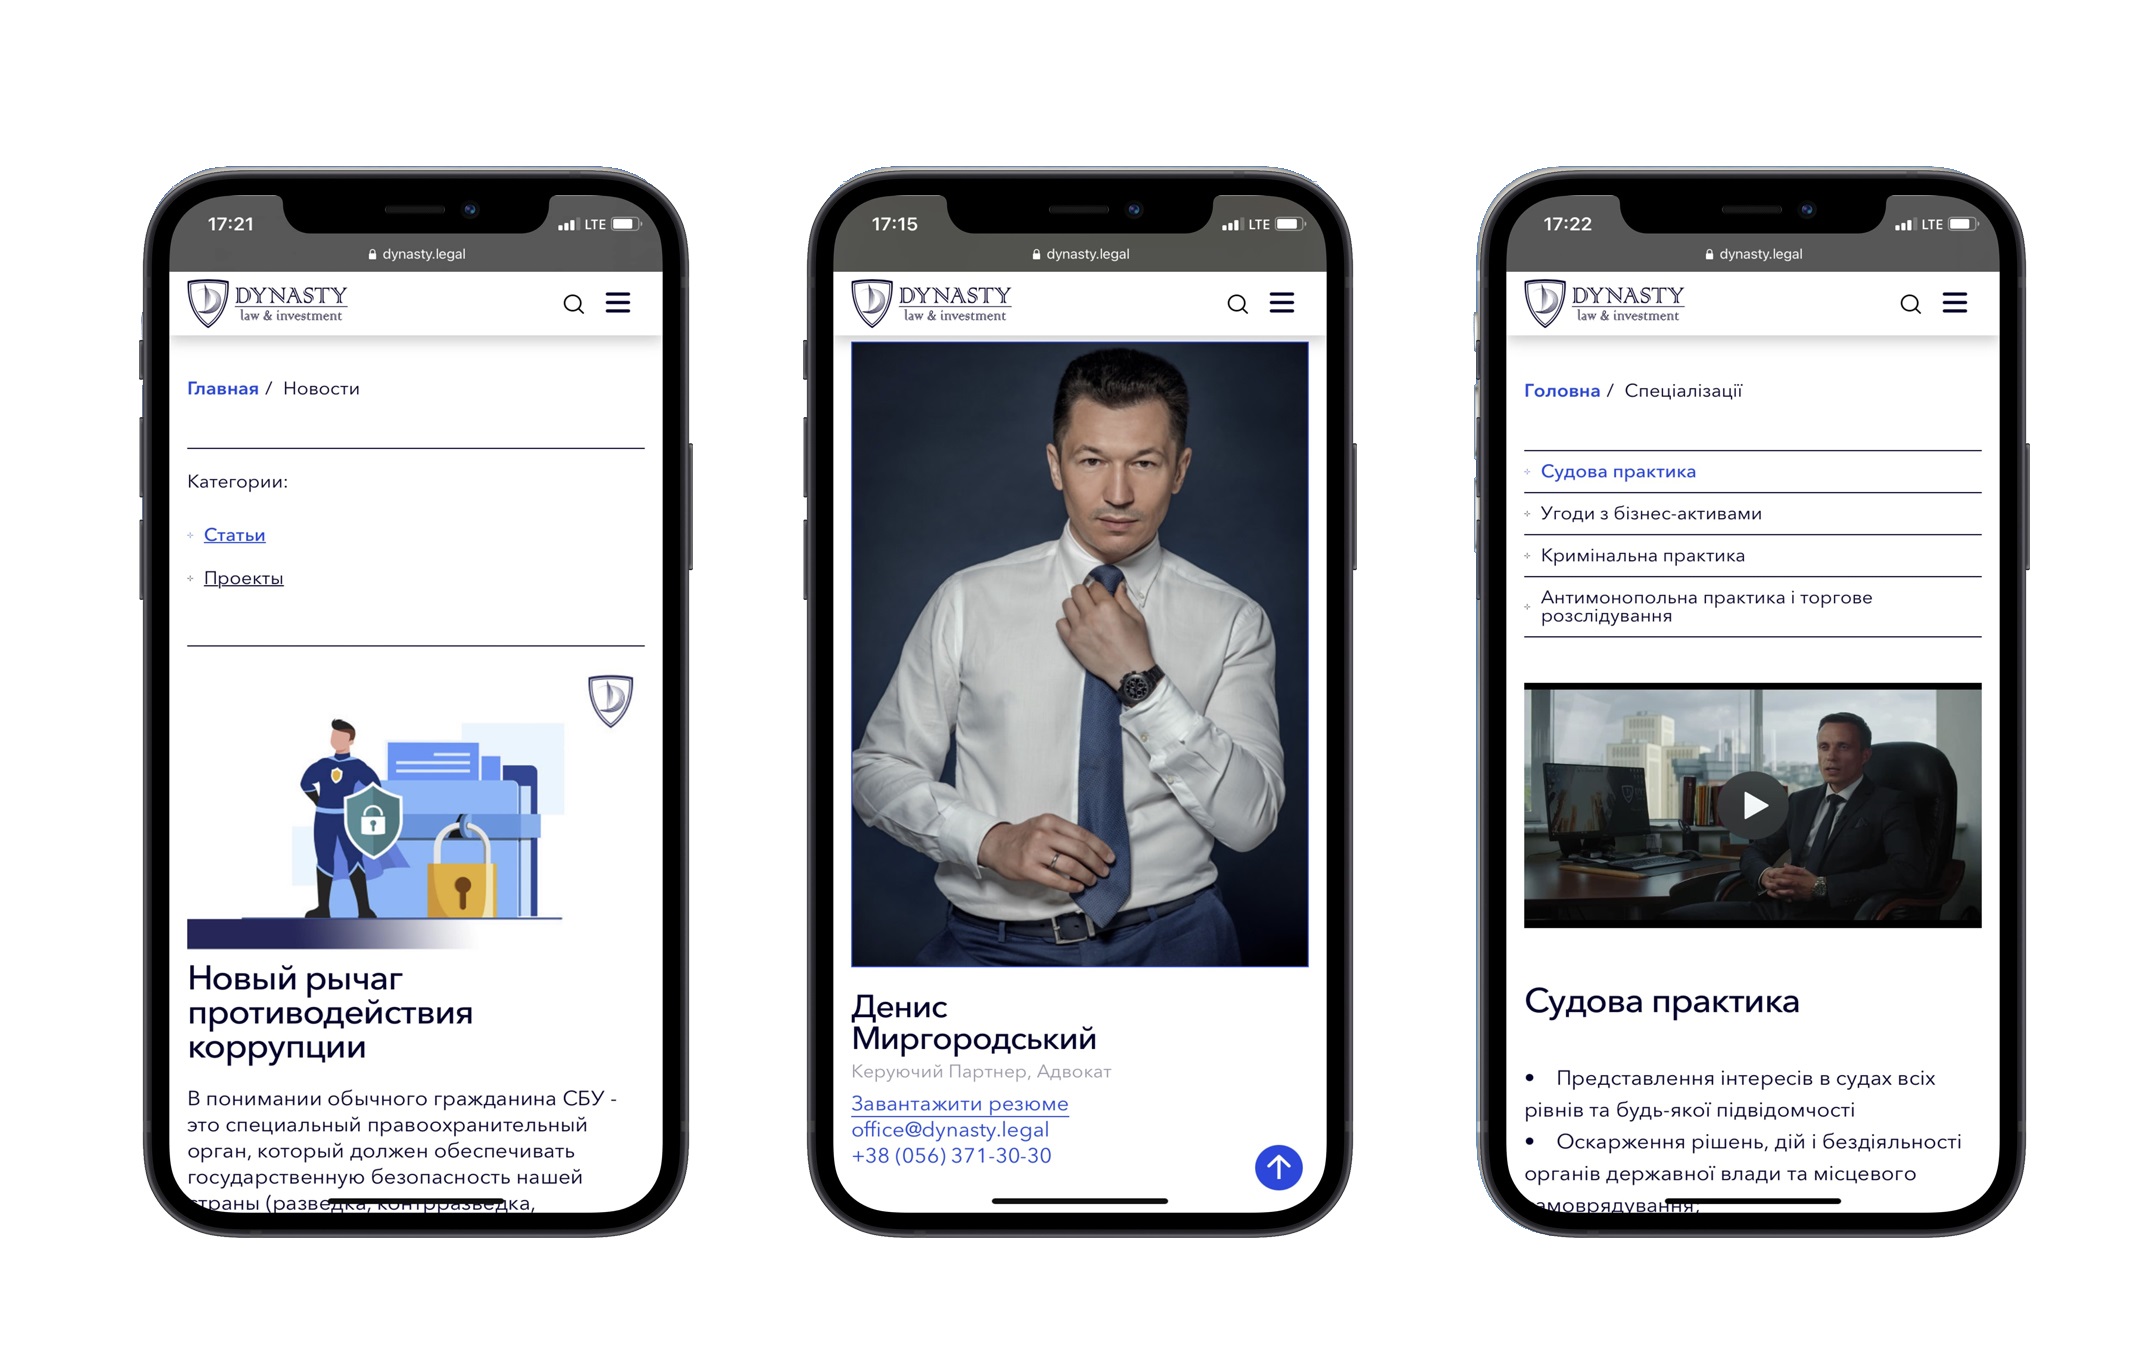 17:21
LTE
dynasty.legal
DYNASTY
law & investment
Главная / Новости
Категории:
Статьи
Проекты
Новый рычаг
противодействия
коррупции
В понимании обычного гражданина СБУ -
это специальный правоохранительный
орган, который должен обеспечивать
государственную безопасность нашей
страны (разведка, контрразведка,
17:15
LTE
dynasty.legal
DYNASTY
law & investment
Денис
Миргородський
Керуючий Партнер, Адвокат
Завантажити резюме
office@dynasty.legal
+38 (056) 371-30-30
17:22
LTE
dynasty.legal
DYNASTY
law & investment
Головна / Спеціалізації
Судова практика
Угоди з бізнес-активами
Кримінальна практика
Антимонопольна практика і торгове
розслідування
Судова практика
• Представлення інтересів в судах всіх
рівнів та будь-якої підвідомчості
• Оскарження рішень, дій і бездіяльності
органів державної влади та місцевого
самоврядування;